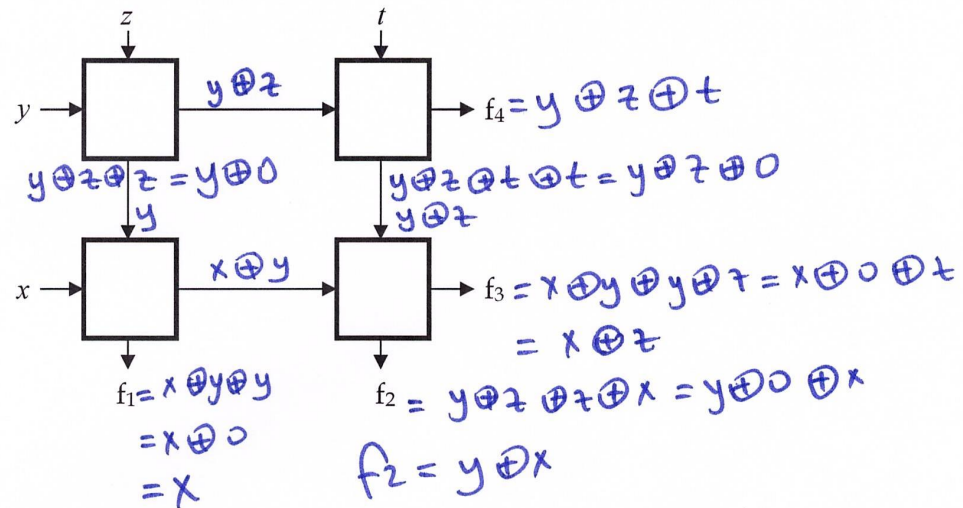 z t
y y⊕z f4 = y ⊕ z ⊕ t
y⊕z⊕z = y⊕0 y⊕z⊕t⊕t = y⊕z⊕0
y y⊕z
x x⊕y f3 = x⊕y⊕y⊕z = x⊕0⊕t
= x⊕z
f1 = x⊕y⊕y f2 = y⊕z⊕z⊕x = y⊕0⊕x
= x⊕0
f2 = y⊕x
= x